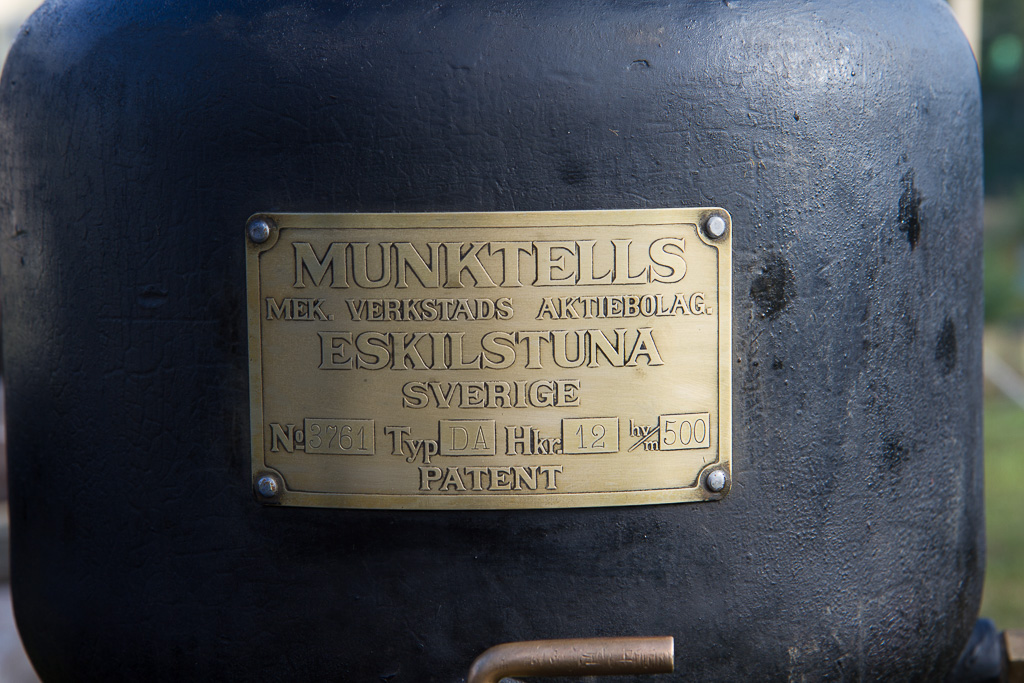 MUNKTELLS
MEK. VERKSTADS AKTIEBOLAG.
ESKILSTUNA
SVERIGE
No 3761 Typ DA Hkr. 12 hv/m 500
PATENT